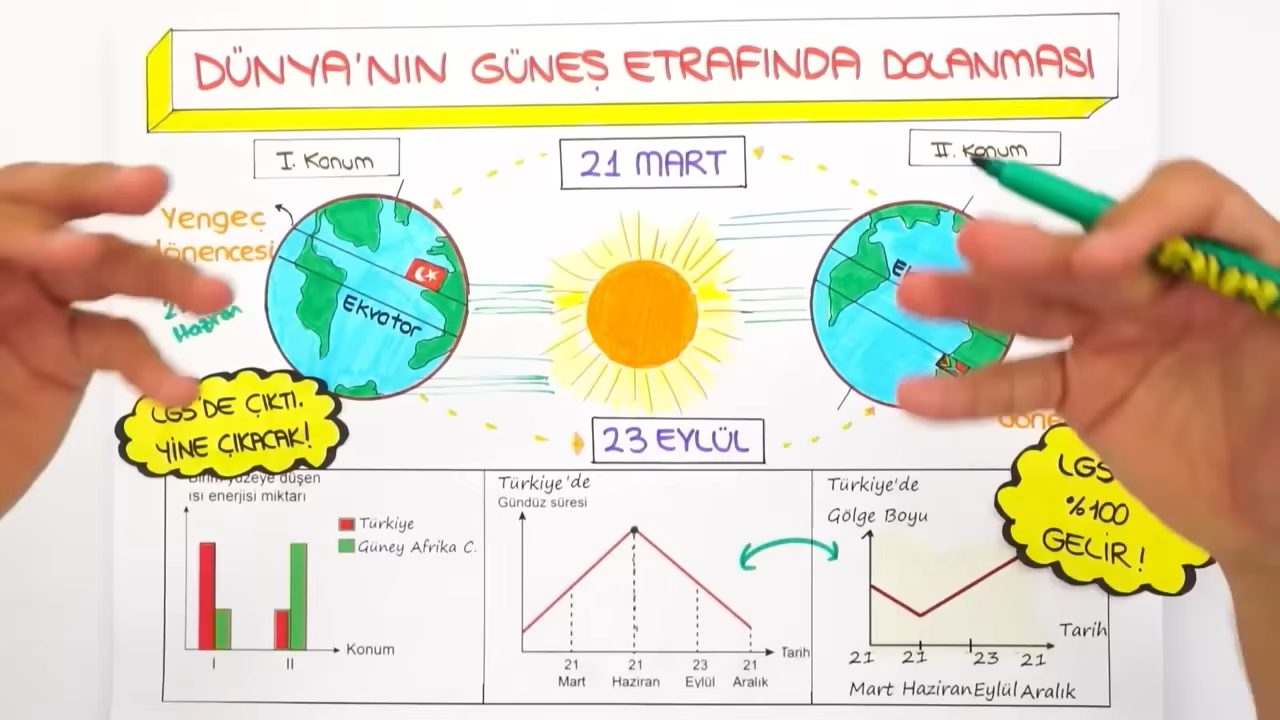 DÜNYA'NIN GÜNEŞ ETRAFINDA DOLANMASI
I. Konum
21 MART
II. Konum
Yengeç
dönencesi
Haziran
Ekvator
23 EYLÜL
LGS'DE ÇIKTI.
YİNE ÇIKACAK!
LGS
%100
GELİR!
Birim yüzeye düşen
ısı enerjisi miktarı
Türkiye
Güney Afrika C.
I
II
Konum
Türkiye'de
Gündüz süresi
21
Mart
21
Haziran
23
Eylül
21
Aralık
Tarih
Türkiye'de
Gölge Boyu
Tarih
21 21 23 21
Mart Haziran Eylül Aralık